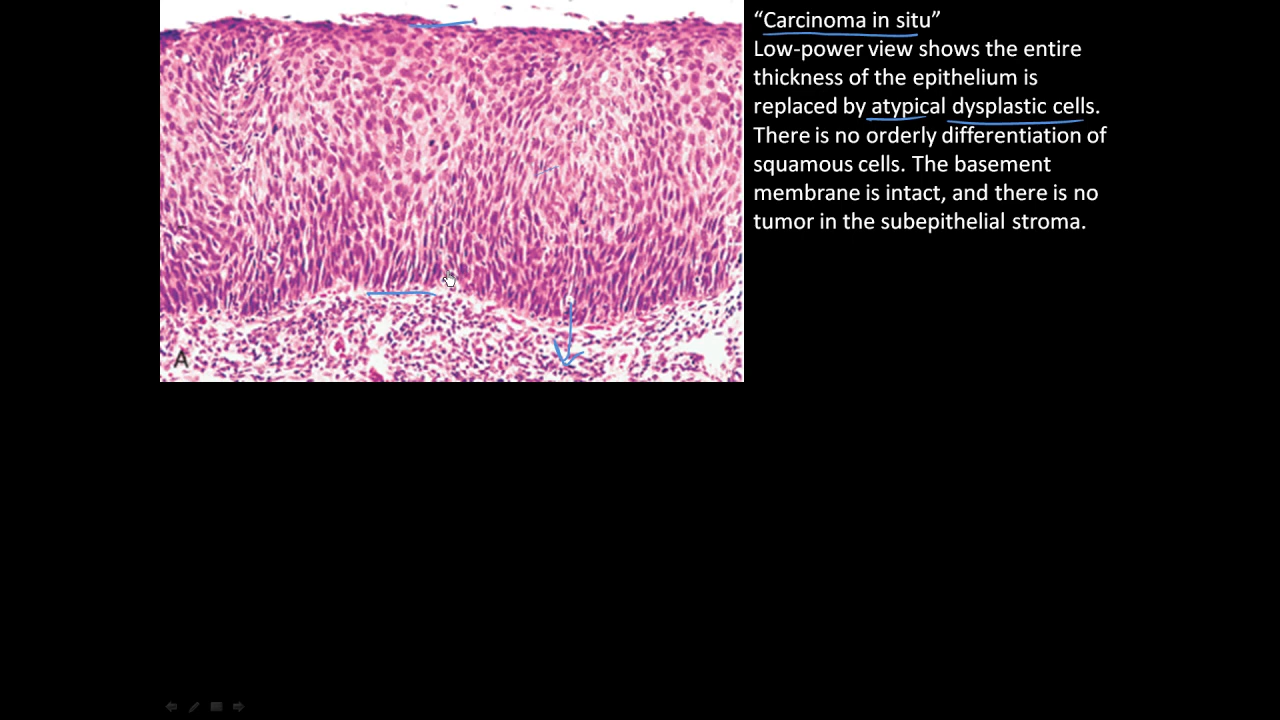 “Carcinoma in situ”
Low-power view shows the entire
thickness of the epithelium is
replaced by atypical dysplastic cells.
There is no orderly differentiation of
squamous cells. The basement
membrane is intact, and there is no
tumor in the subepithelial stroma.
A